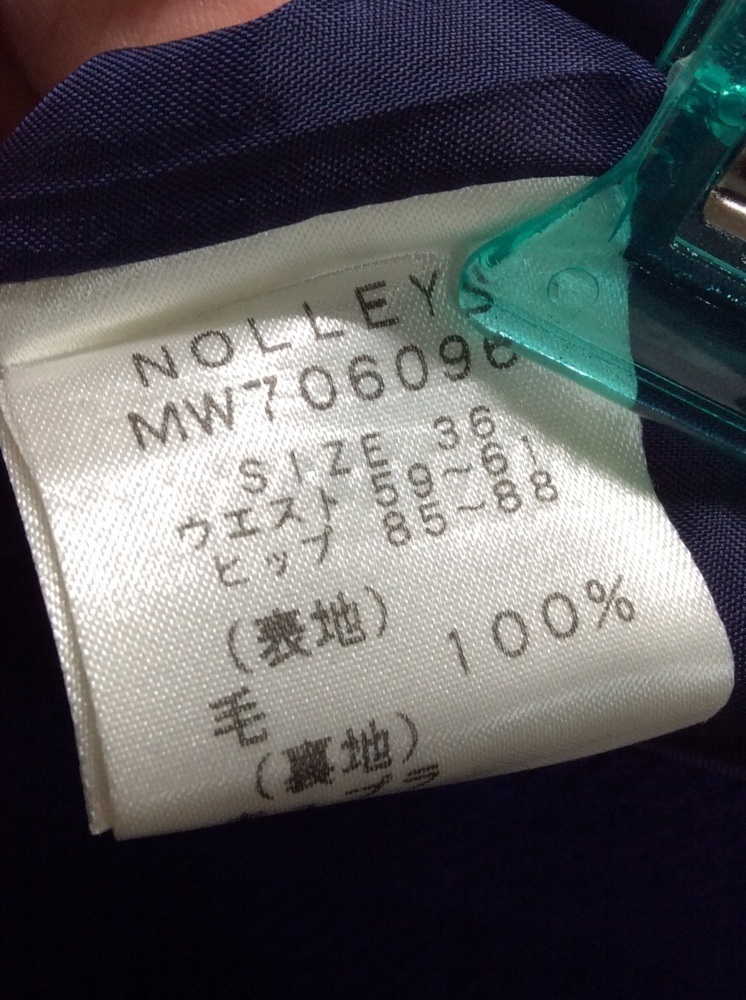 NOLLEYS
MW706096
SIZE 36
ウエスト 59~61
ヒップ 85~88
(表地)
毛 100%
(裏地)